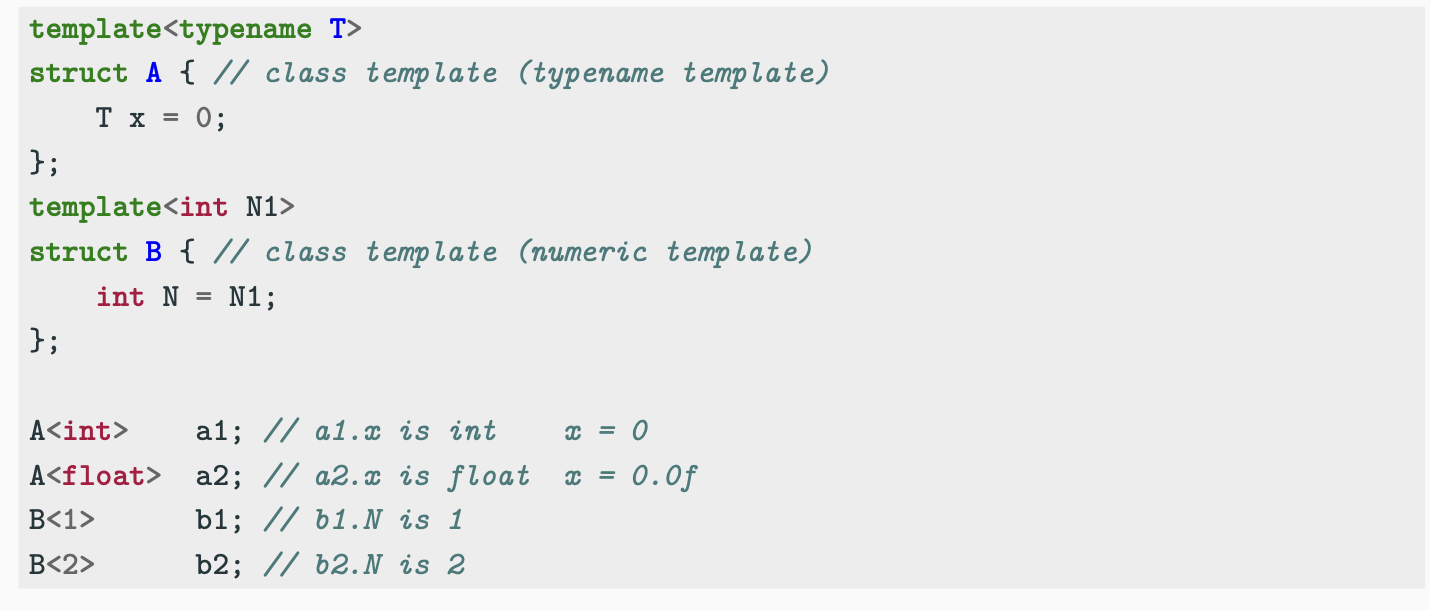 template<typename T>
struct A { // class template (typename template)
    T x = 0;
};
template<int N1>
struct B { // class template (numeric template)
    int N = N1;
};

A<int>    a1; // a1.x is int    x = 0
A<float>  a2; // a2.x is float  x = 0.0f
B<1>      b1; // b1.N is 1
B<2>      b2; // b2.N is 2